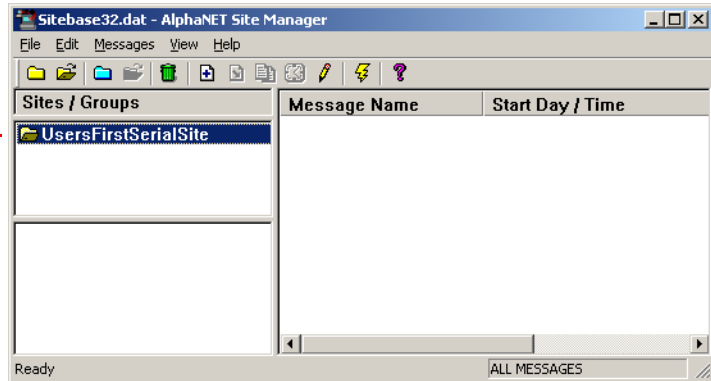 Sitebase32.dat - AlphaNET Site Manager
File Edit Messages View Help
Sites / Groups
Message Name Start Day / Time
UsersFirstSerialSite
Ready ALL MESSAGES